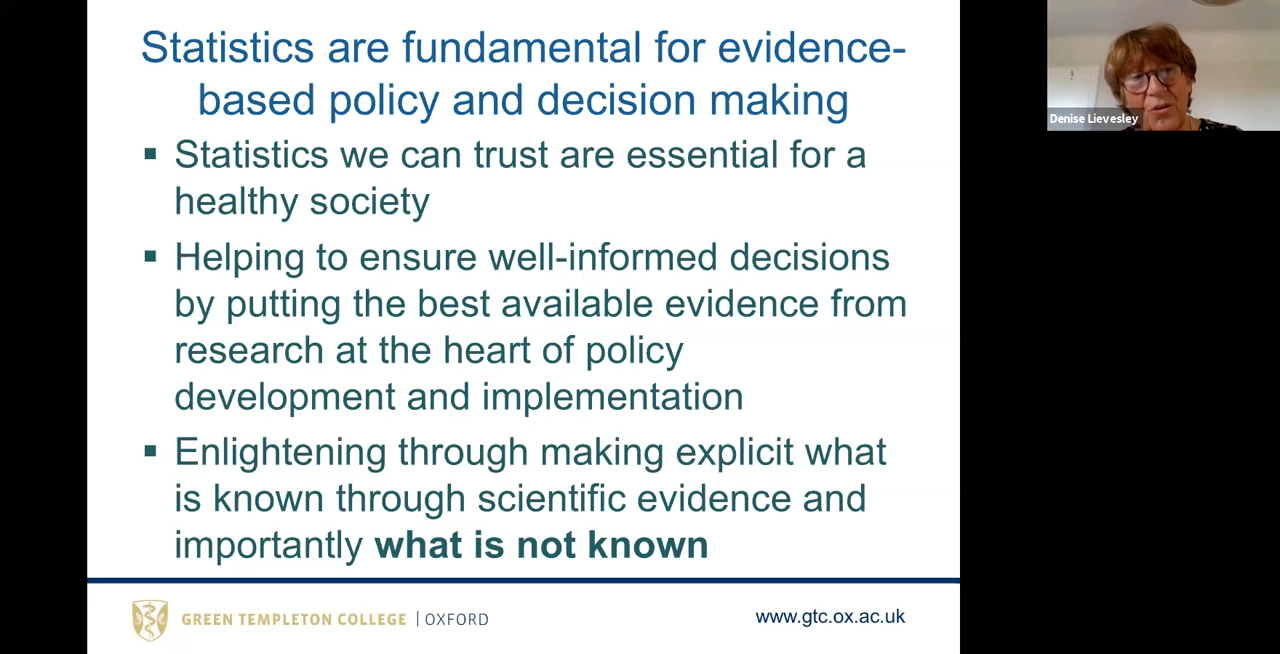 Statistics are fundamental for evidence-
based policy and decision making
▪ Statistics we can trust are essential for a
healthy society
▪ Helping to ensure well-informed decisions
by putting the best available evidence from
research at the heart of policy
development and implementation
▪ Enlightening through making explicit what
is known through scientific evidence and
importantly what is not known
GREEN TEMPLETON COLLEGE | OXFORD
www.gtc.ox.ac.uk
Denise Lievesley